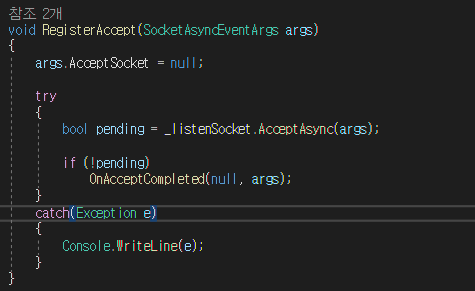 참조 2개
void RegisterAccept(SocketAsyncEventArgs args)
{
args.AcceptSocket = null;
try
{
bool pending = _listenSocket.AcceptAsync(args);
if (!pending)
OnAcceptCompleted(null, args);
}
catch(Exception e)
{
Console.WriteLine(e);
}
}